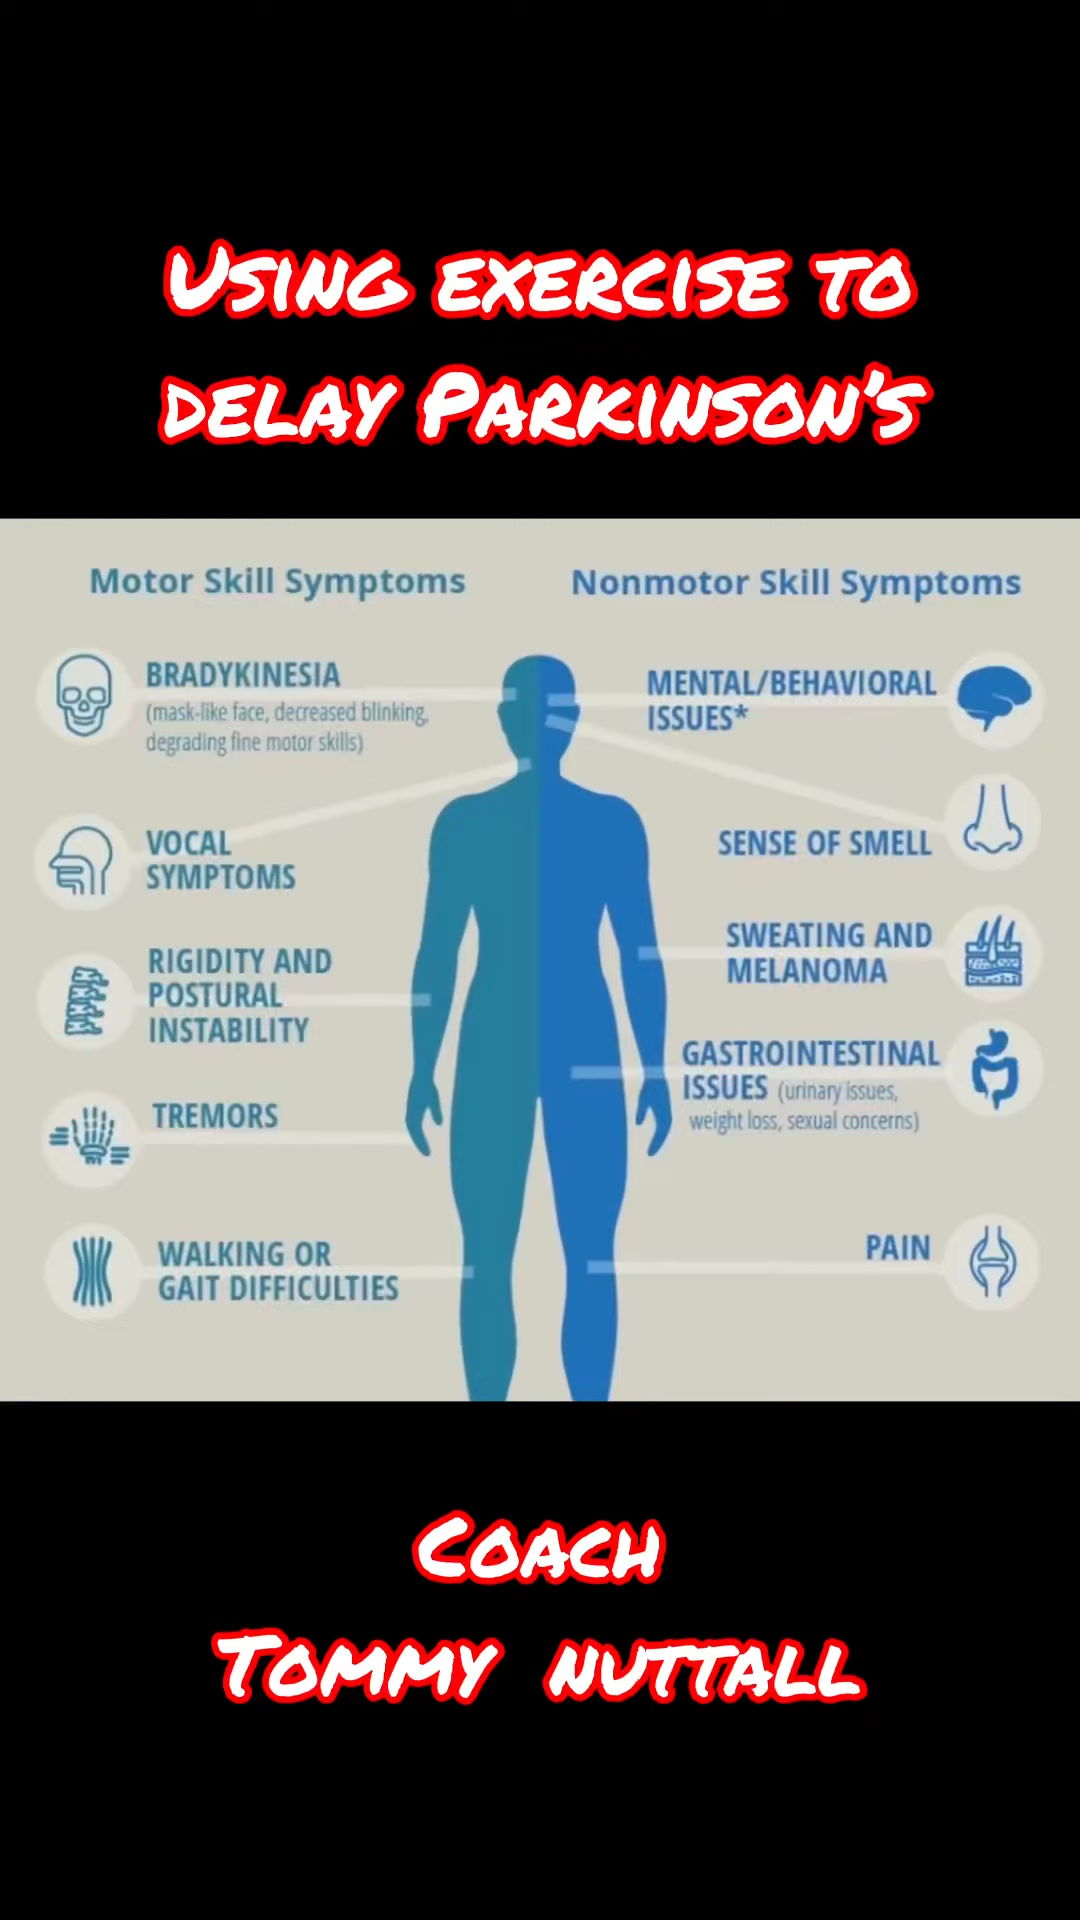 USING EXERCISE TO
DELAY PARKINSON'S
Motor Skill Symptoms
BRADYKINESIA
(mask-like face, decreased blinking,
degrading fine motor skills)
VOCAL
SYMPTOMS
RIGIDITY AND
POSTURAL
INSTABILITY
TREMORS
WALKING OR
GAIT DIFFICULTIES
Nonmotor Skill Symptoms
MENTAL/BEHAVIORAL
ISSUES*
SENSE OF SMELL
SWEATING AND
MELANOMA
GASTROINTESTINAL
ISSUES (urinary issues,
weight loss, sexual concerns)
PAIN
COACH
TOMMY NUTTALL